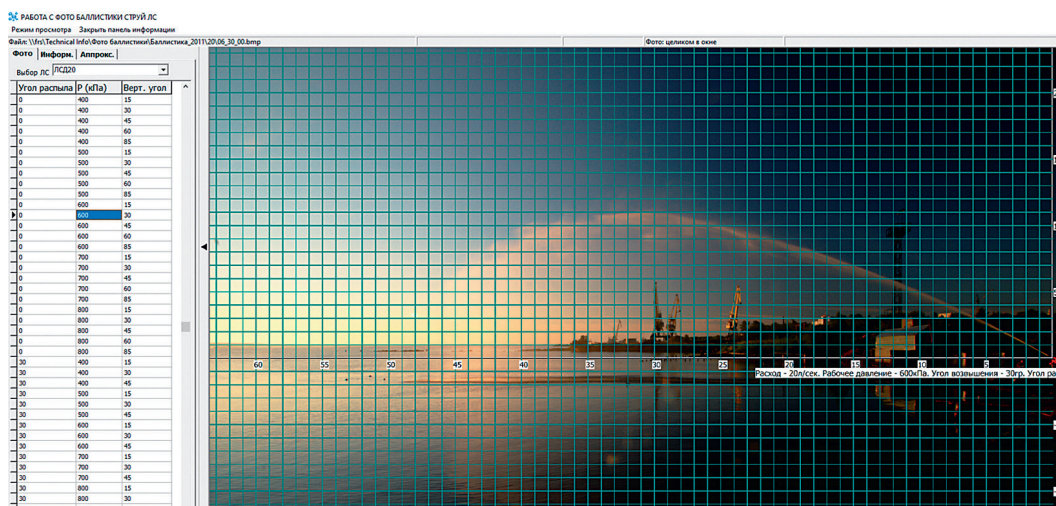 РАБОТА С ФОТО БАЛЛИСТИКИ СТРУЙ ЛС
Режим просмотра Закрыть панель информации
Файл: \\frs\Technical Info\Фото баллистики\Баллистика_2011\20\06_30_00.bmp Фото: целиком в окне
Фото Информ. Аппрокс.
Выбор ЛС ЛСД20
Угол распыла P (кПа) Верт. угол
0 400 15
0 400 30
0 400 45
0 400 60
0 400 85
0 500 15
0 500 30
0 500 45
0 500 60
0 500 85
0 600 15
0 600 30
0 600 45
0 600 60
0 600 85
0 700 15
0 700 30
0 700 45
0 700 60
0 700 85
0 800 15
0 800 30
0 800 45
0 800 60
0 800 85
30 400 15
30 400 30
30 400 45
30 500 15
30 500 30
30 500 45
30 600 15
30 600 30
30 600 45
30 700 15
30 700 30
30 700 45
30 800 15
30 800 30
60 55 50 45 40 35 30 25 20 15 10 5
Расход - 20л/сек. Рабочее давление - 600кПа. Угол возвышения - 30гр. Угол ра